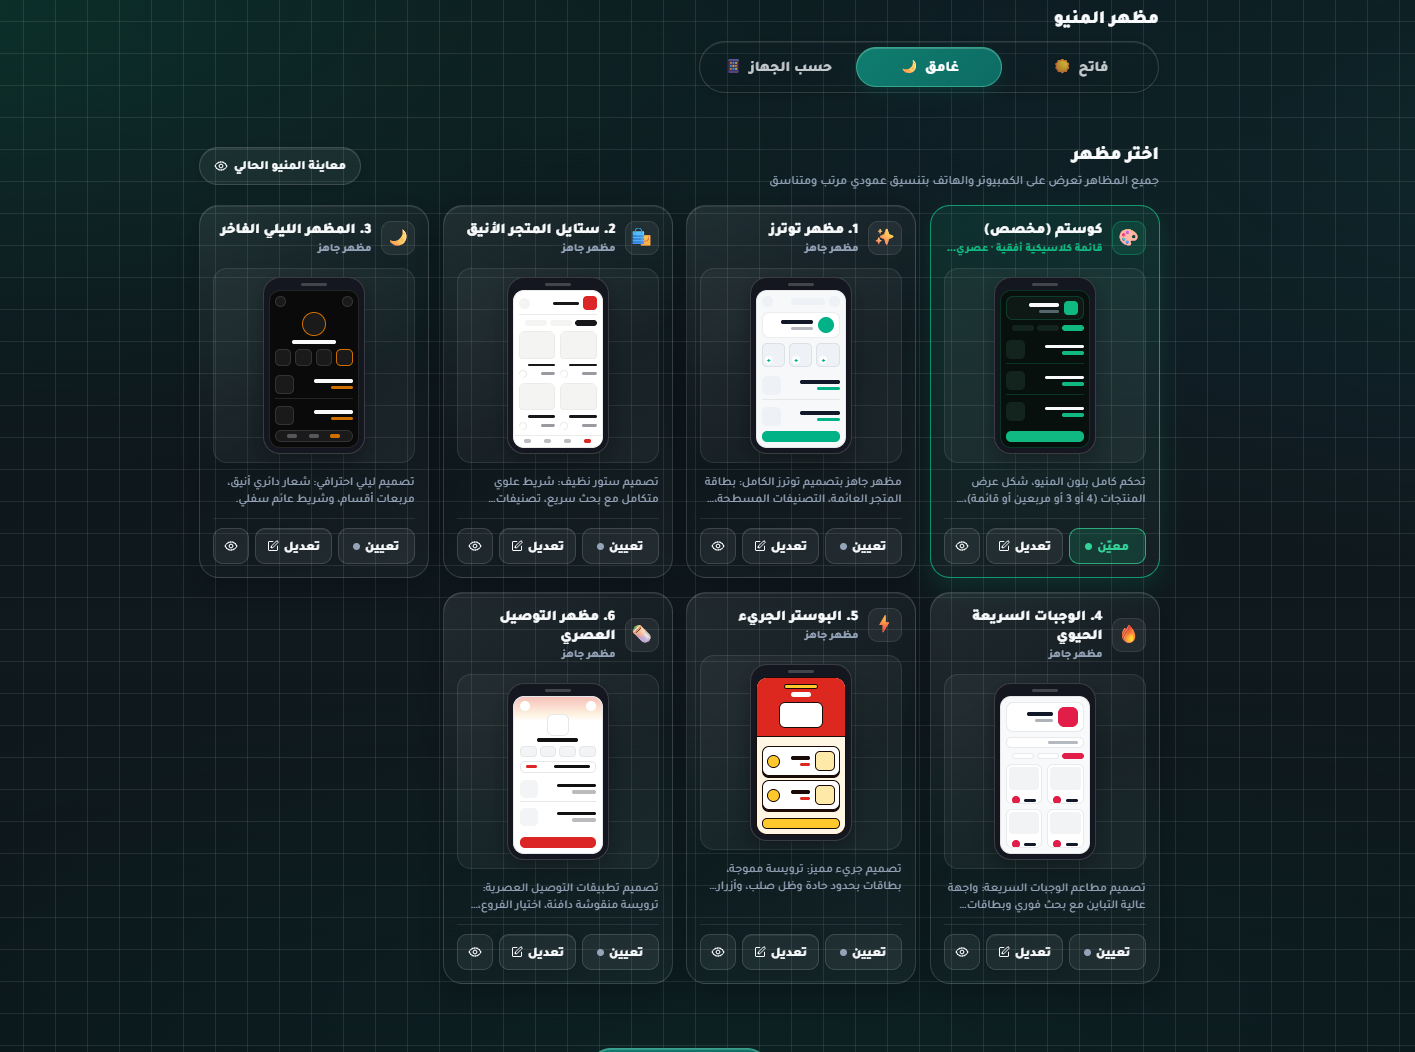 مظهر المنيو
فاتح
غامق
حسب الجهاز
اختر مظهر
معاينة المنيو الحالي
جميع المظاهر تعرض على الكمبيوتر والهاتف بتنسيق عمودي مرتب ومتناسق
كوستم (مخصص)
قائمة كلاسيكية أفقية · عصري...
تحكم كامل بلون المنيو، شكل عرض
المنتجات (4 أو 3 أو مربعين أو قائمة)،...
معيّن
تعديل
1. مظهر توترز
مظهر جاهز
مظهر جاهز بتصميم توترز الكامل: بطاقة
المتجر العائمة، التصنيفات المسطحة،...
تعيين
تعديل
2. ستايل المتجر الأنيق
مظهر جاهز
تصميم ستور نظيف: شريط علوي
متكامل مع بحث سريع، تصنيفات...
تعيين
تعديل
3. المظهر الليلي الفاخر
مظهر جاهز
تصميم ليلي احترافي: شعار دائري أنيق،
مربعات أقسام، وشريط عائم سفلي.
تعيين
تعديل
4. الوجبات السريعة
الحيوي
مظهر جاهز
تصميم مطاعم الوجبات السريعة: واجهة
عالية التباين مع بحث فوري وبطاقات...
تعيين
تعديل
5. البوستر الجريء
مظهر جاهز
تصميم جريء مميز: ترويسة مموجة،
بطاقات بحدود حادة وظل صلب، وأزرار...
تعيين
تعديل
6. مظهر التوصيل
العصري
مظهر جاهز
تصميم تطبيقات التوصيل العصرية:
ترويسة منقوشة دافئة، اختيار الفروع،...
تعيين
تعديل